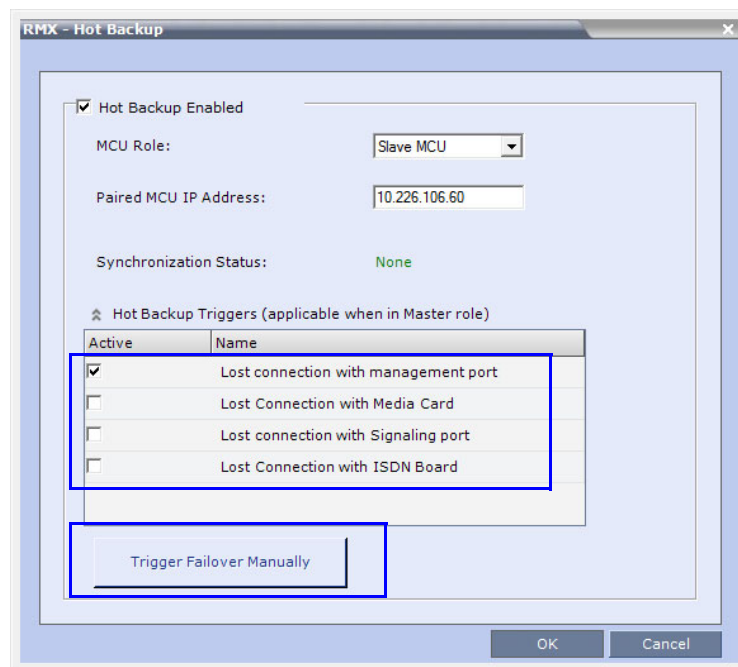 RMX - Hot Backup
Hot Backup Enabled
MCU Role: Slave MCU
Paired MCU IP Address: 10.226.106.60
Synchronization Status: None
Hot Backup Triggers (applicable when in Master role)
Active Name
Lost connection with management port
Lost Connection with Media Card
Lost connection with Signaling port
Lost Connection with ISDN Board
Trigger Failover Manually
OK Cancel